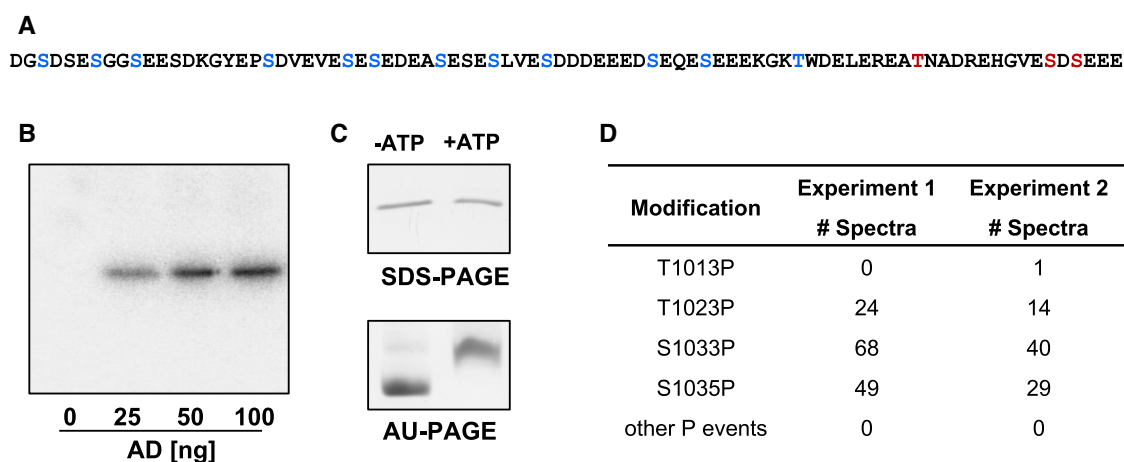 A
DGSDSESGGSEESDKGYEPSDVEVESESEDEASESESLVESDDDEEEDSEQESEEEKGKTWDELEREATNADREHGVESDSEEE
B
0 25 50 100
AD [ng]
C
-ATP +ATP
SDS-PAGE
AU-PAGE
D
Modification Experiment 1 Experiment 2
# Spectra # Spectra
T1013P 0 1
T1023P 24 14
S1033P 68 40
S1035P 49 29
other P events 0 0